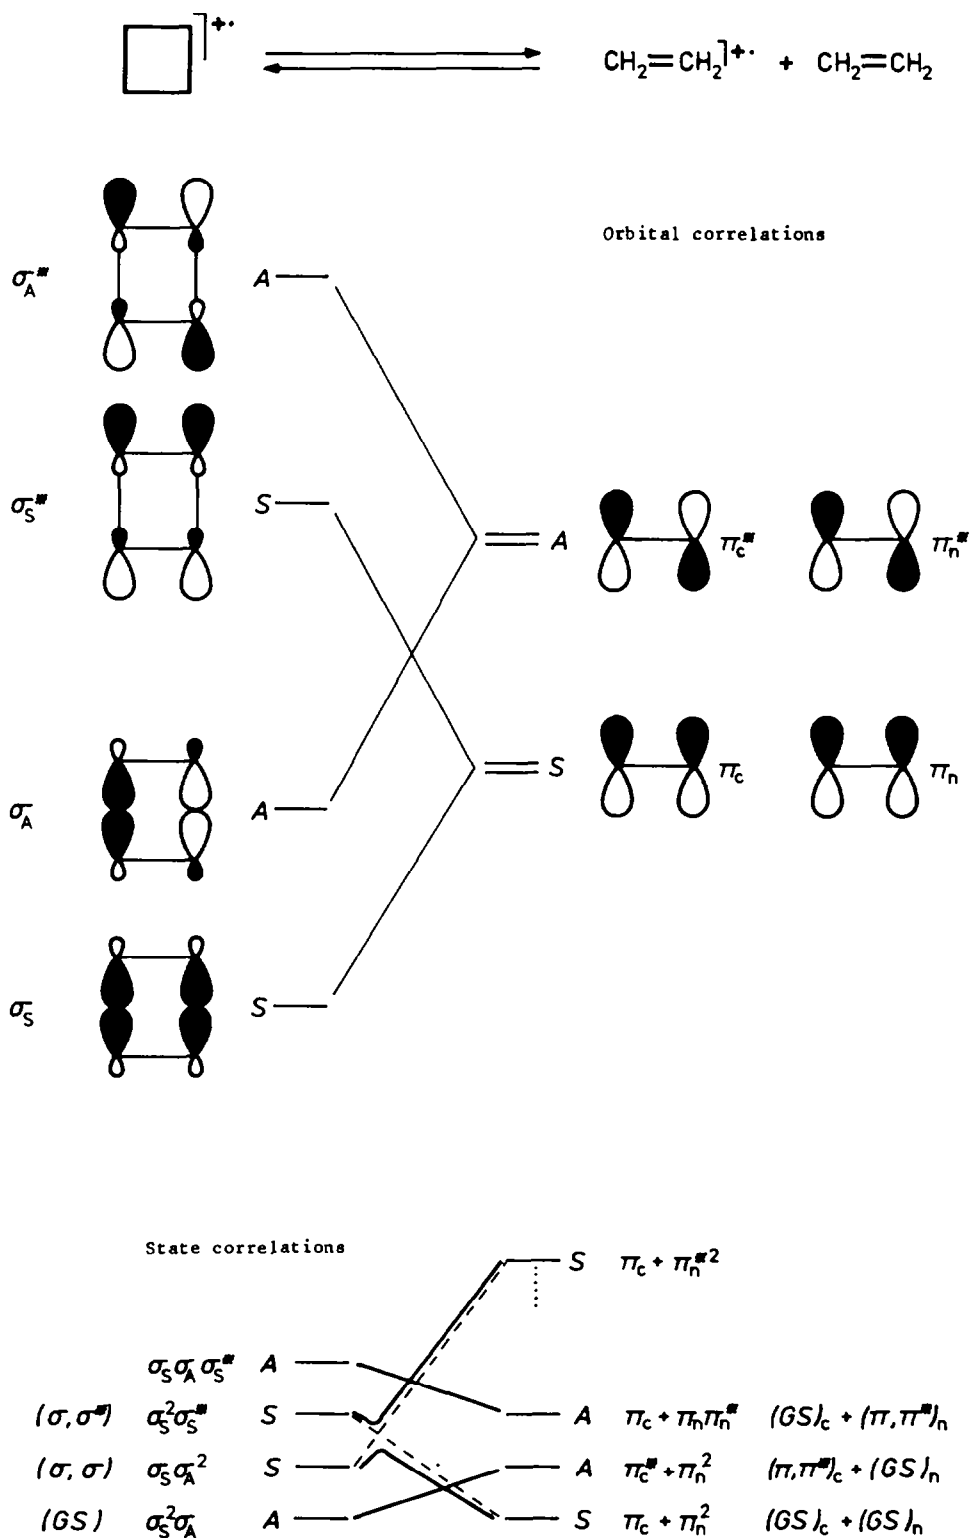 ]+·
CH₂=CH₂]+· + CH₂=CH₂
Orbital correlations
σA* A
σS* S
A πc* πn*
S πc πn
σA A
σS S
State correlations
S πc + πn*²
σSσAσS* A
(σ,σ*) σS²σS* S A πc + πnπn* (GS)c + (π,π*)n
(σ,σ) σSσA² S A πc* + πn² (π,π*)c + (GS)n
(GS) σS²σA A S πc + πn² (GS)c + (GS)n